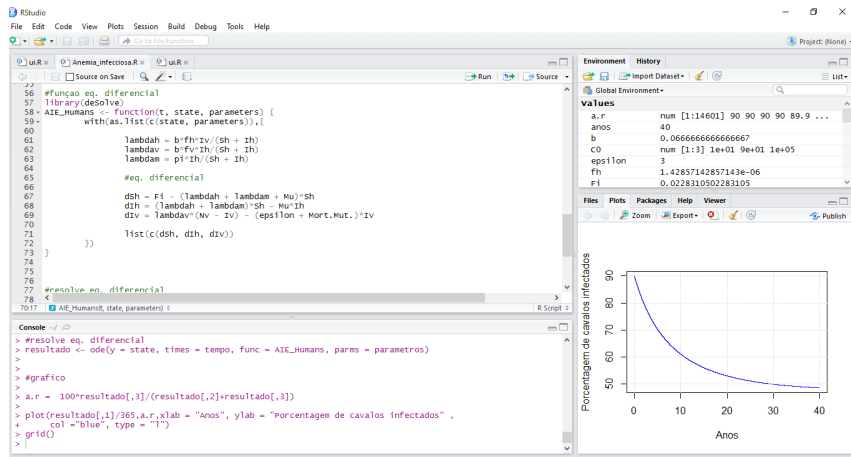 RStudio
File Edit Code View Plots Session Build Debug Tools Help
Go to file/function
Project: (None)
ui.R × Anemia_infecciosa.R × ui.R ×
Source on Save Run Source
55
56 #funçao eq. diferencial
57 library(deSolve)
58 AIE_Humans <- function(t, state, parameters) {
59 with(as.list(c(state, parameters)),{
60
61 lambdah = b*fh*Iv/(Sh + Ih)
62 lambdav = b*fv*Ih/(Sh + Ih)
63 lambdam = pi*Ih/(Sh + Ih)
64
65 #eq. diferencial
66
67 dSh = Fi - (lambdah + lambdam + Mu)*Sh
68 dIh = (lambdah + lambdam)*Sh - Mu*Ih
69 dIv = lambdav*(Nv - Iv) - (epsilon + Mort.Mut.)*Iv
70
71 list(c(dSh, dIh, dIv))
72 })
73 }
74
75
76
77 #resolve eq. diferencial
78
70:17 AIE_Humans(t, state, parameters) R Script
Console ~/
> #resolve eq. diferencial
> resultado <- ode(y = state, times = tempo, func = AIE_Humans, parms = parametros)
>
>
> #grafico
>
> a.r = 100*resultado[,3]/(resultado[,2]+resultado[,3])
>
> plot(resultado[,1]/365,a.r,xlab = "Anos", ylab = "Porcentagem de cavalos infectados" ,
+ col ="blue", type = "l")
> grid()
>
Environment History
Import Dataset List
Global Environment
Values
a.r num [1:14601] 90 90 90 90 89.9 ...
anos 40
b 0.0666666666666667
C0 num [1:3] 1e+01 9e+01 1e+05
epsilon 3
fh 1.42857142857143e-06
Fi 0.0228310502283105
Files Plots Packages Help Viewer
Zoom Export Publish
Porcentagem de cavalos infectados
90
80
70
60
50
0 10 20 30 40
Anos